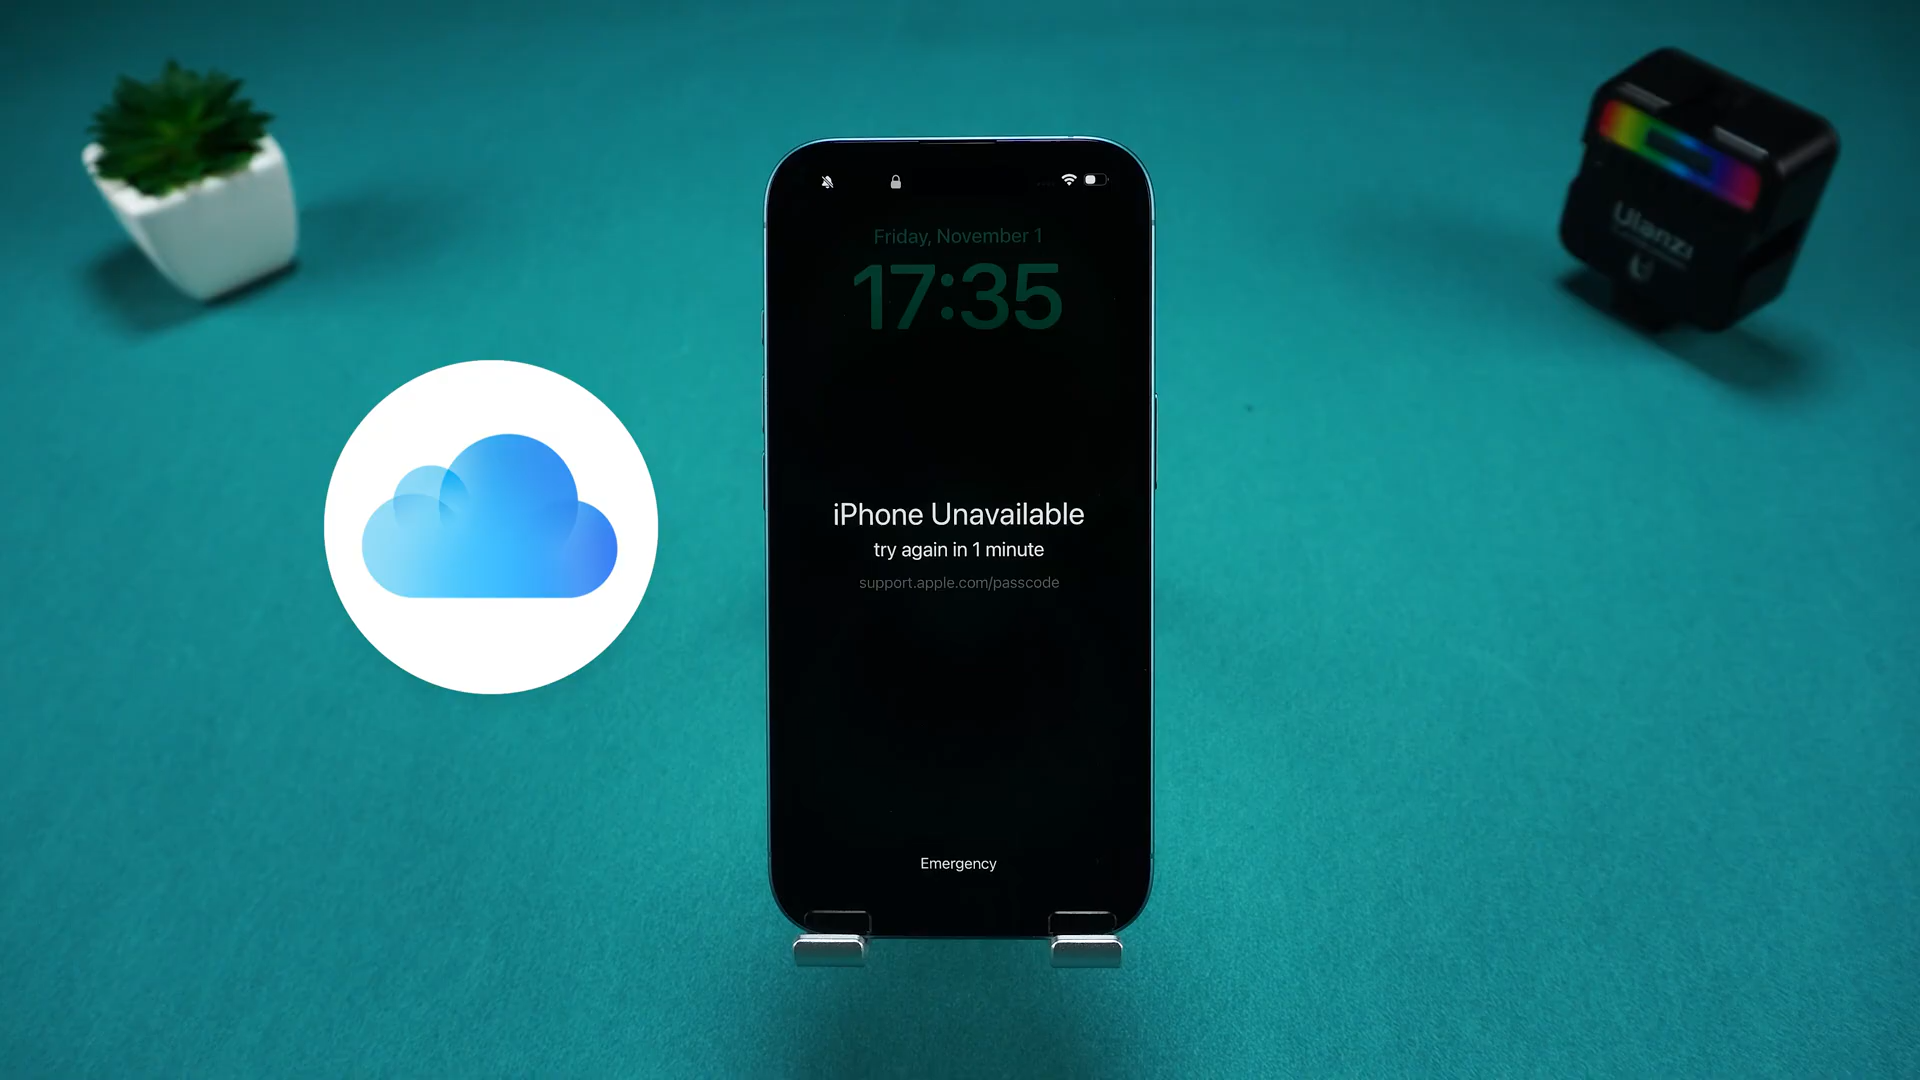 Friday, November 1
17:35
iPhone Unavailable
try again in 1 minute
support.apple.com/passcode
Emergency
Ulanzi